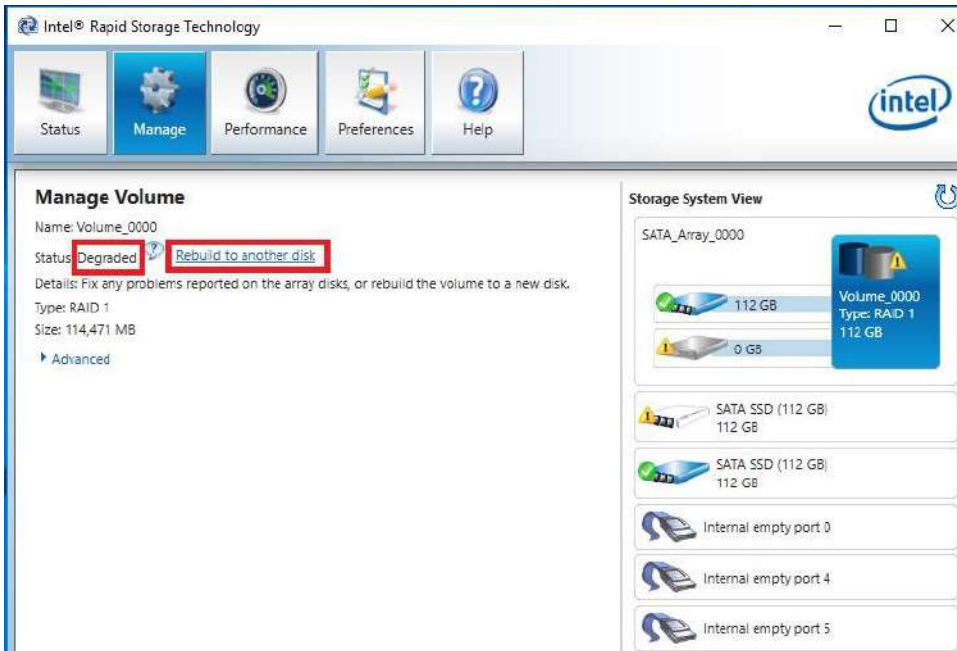 Intel® Rapid Storage Technology
Status
Manage
Performance
Preferences
Help
intel
Manage Volume
Name: Volume_0000
Status: Degraded ? Rebuild to another disk
Details: Fix any problems reported on the array disks, or rebuild the volume to a new disk.
Type: RAID 1
Size: 114,471 MB
Advanced
Storage System View
SATA_Array_0000
112 GB
0 GB
Volume_0000
Type: RAID 1
112 GB
SATA SSD (112 GB)
112 GB
SATA SSD (112 GB)
112 GB
Internal empty port 0
Internal empty port 4
Internal empty port 5